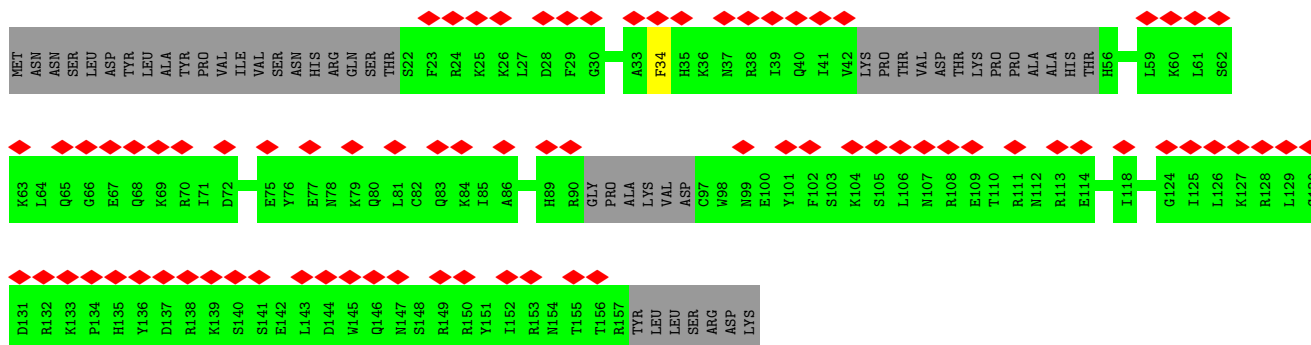 MET ASN ASN SER LEU ASP TYR LEU ALA TYR PRO VAL ILE VAL SER ASN HIS ARG GLN SER THR S22 F23 R24 K25 K26 L27 D28 F29 G30 A33 F34 H35 K36 N37 R38 I39 Q40 I41 V42 LYS PRO THR VAL ASP THR LYS PRO PRO ALA ALA HIS THR H56 L59 K60 L61 S62
K63 L64 Q65 G66 E67 Q68 K69 R70 I71 D72 E75 Y76 E77 N78 K79 Q80 L81 C82 Q83 K84 I85 A86 H89 R90 GLY PRO ALA LYS VAL ASP C97 W98 N99 E100 Y101 F102 S103 K104 S105 L106 N107 R108 E109 T110 R111 N112 R113 E114 I118 G124 I125 L126 K127 R128 L129
D131 R132 K133 P134 H135 Y136 D137 R138 K139 S140 S141 E142 L143 D144 W145 Q146 N147 S148 R149 R150 Y151 I152 R153 N154 T155 T156 R157 TYR LEU LEU SER ARG ASP LYS